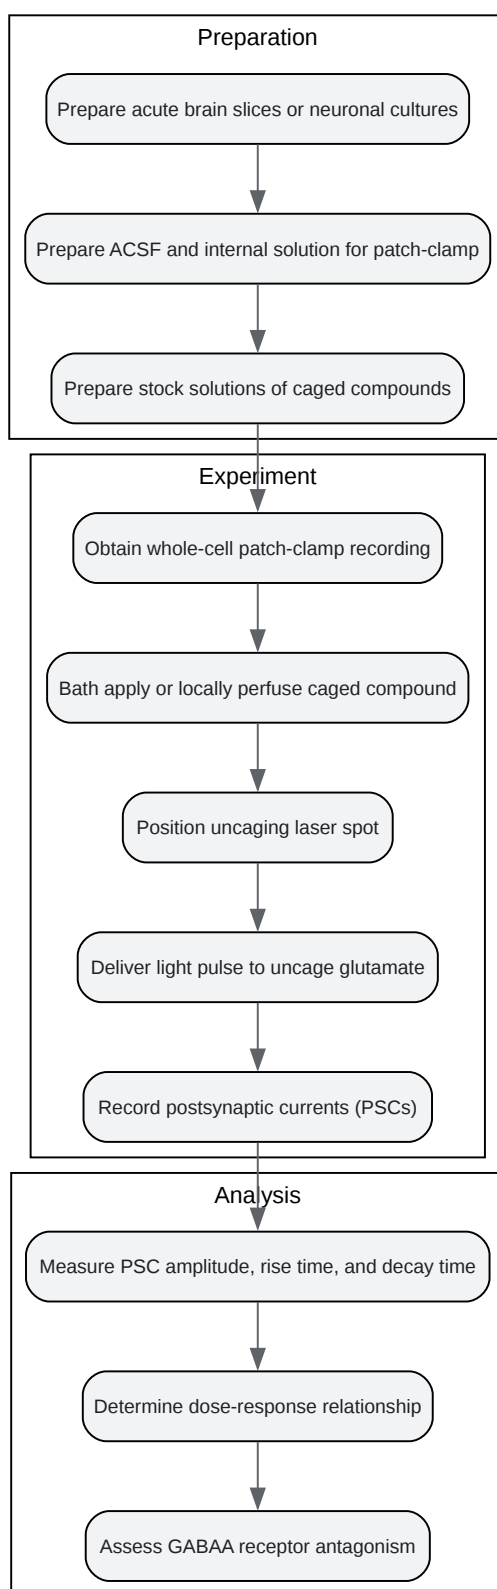 Preparation
Prepare acute brain slices or neuronal cultures
Prepare ACSF and internal solution for patch-clamp
Prepare stock solutions of caged compounds
Experiment
Obtain whole-cell patch-clamp recording
Bath apply or locally perfuse caged compound
Position uncaging laser spot
Deliver light pulse to uncage glutamate
Record postsynaptic currents (PSCs)
Analysis
Measure PSC amplitude, rise time, and decay time
Determine dose-response relationship
Assess GABAA receptor antagonism